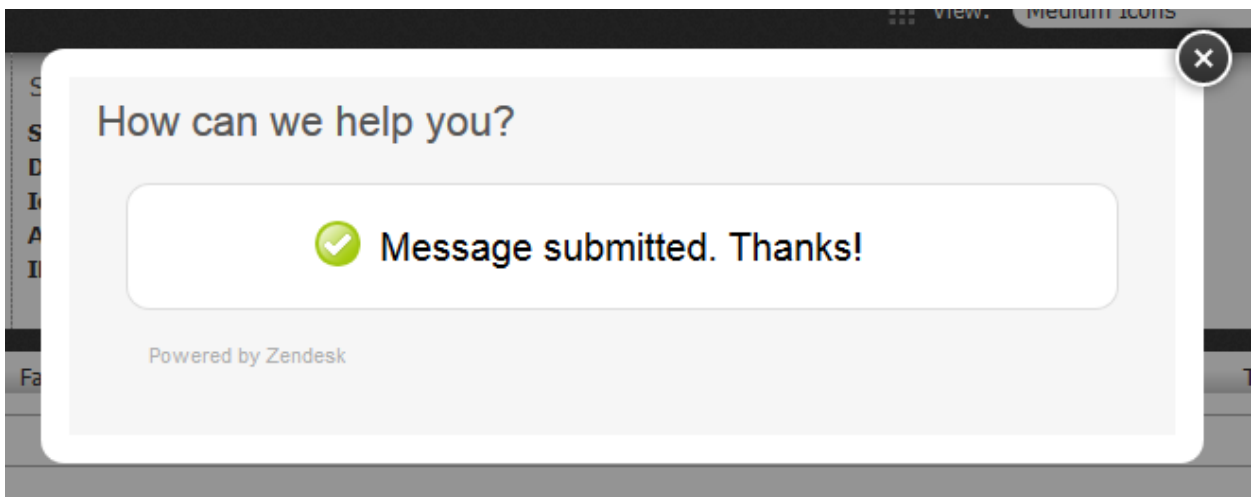 View:
Medium Icons
How can we help you?
Message submitted. Thanks!
Powered by Zendesk